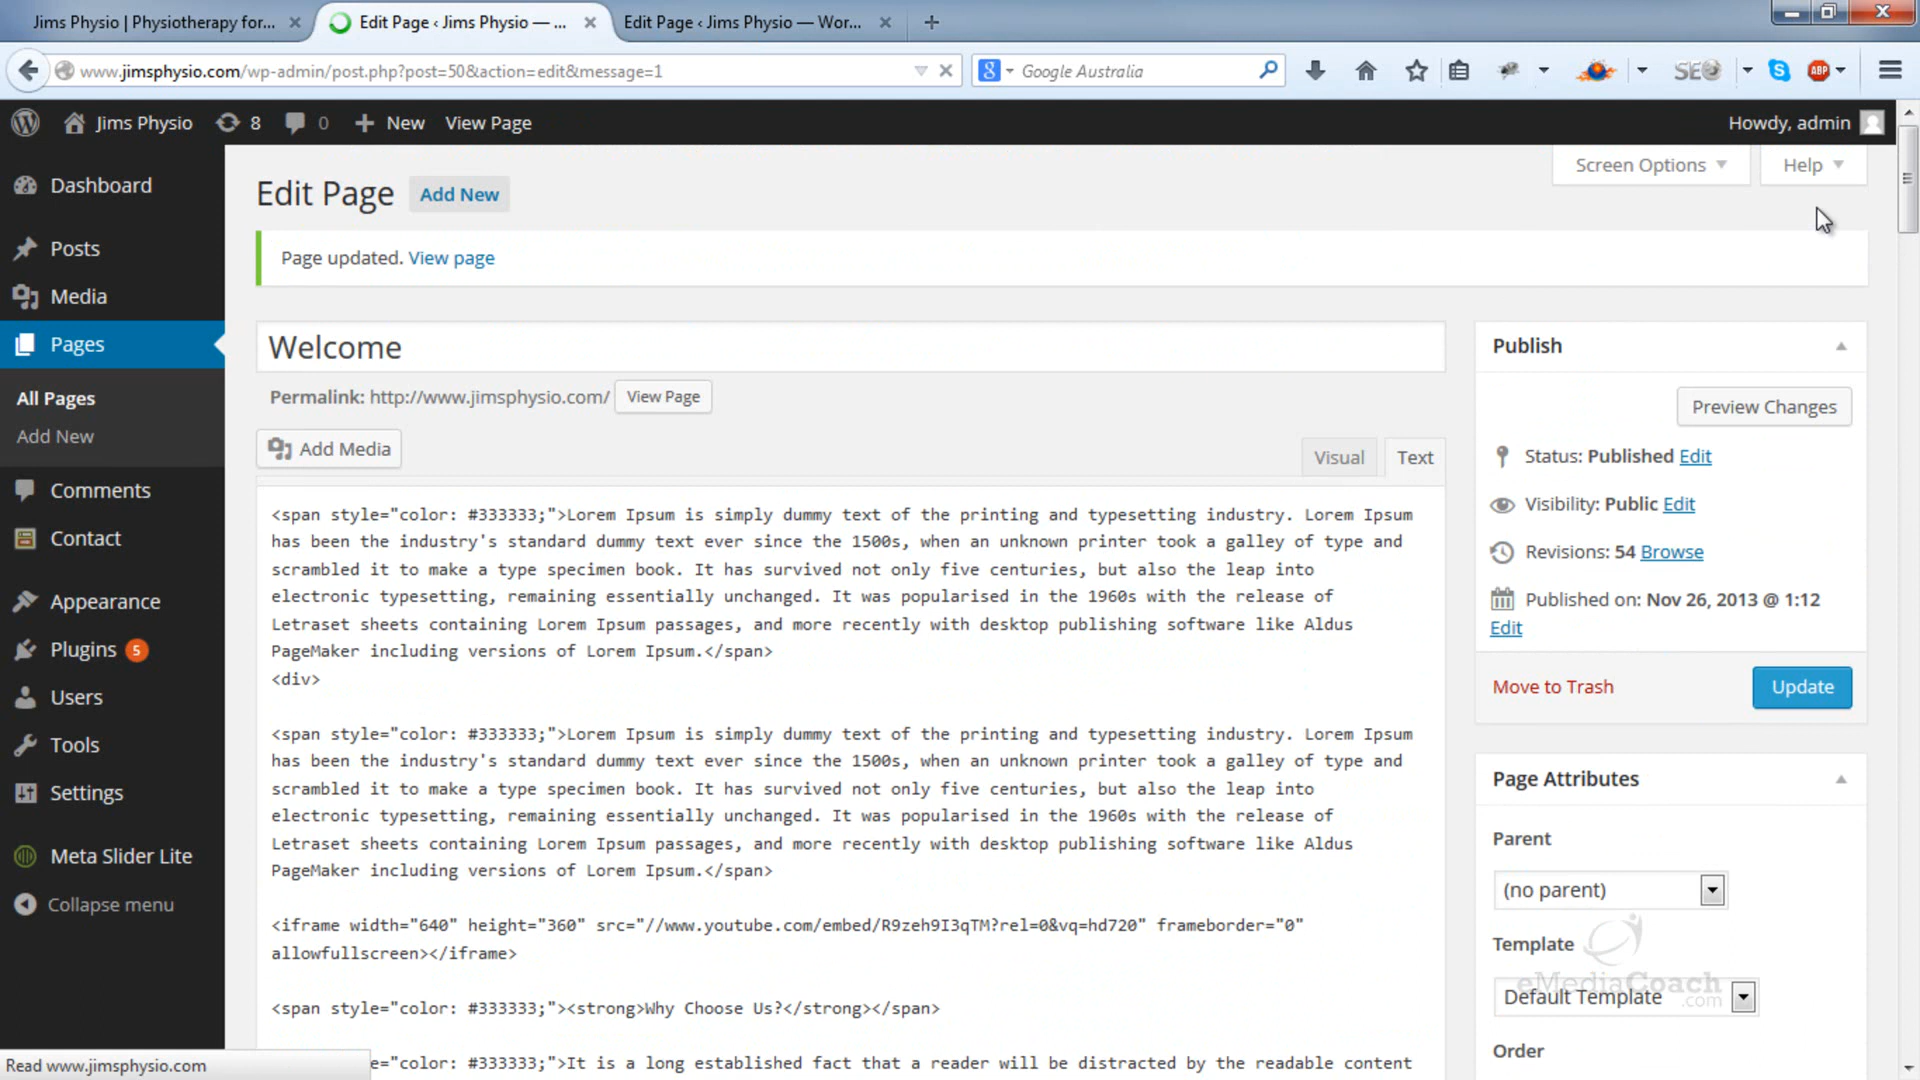 Jims Physio | Physiotherapy for...
Edit Page ‹ Jims Physio — ...
Edit Page ‹ Jims Physio — Wor...
www.jimsphysio.com/wp-admin/post.php?post=50&action=edit&message=1
8
Google Australia
SEO
ABP
Jims Physio
8
0
New
View Page
Howdy, admin
Dashboard
Posts
Media
Pages
All Pages
Add New
Comments
Contact
Appearance
Plugins 5
Users
Tools
Settings
Meta Slider Lite
Collapse menu
Read www.jimsphysio.com
Screen Options
Help
Edit Page
Add New
Page updated. View page
Welcome
Permalink: http://www.jimsphysio.com/
View Page
Add Media
Visual
Text
<span style="color: #333333;">Lorem Ipsum is simply dummy text of the printing and typesetting industry. Lorem Ipsum
has been the industry's standard dummy text ever since the 1500s, when an unknown printer took a galley of type and
scrambled it to make a type specimen book. It has survived not only five centuries, but also the leap into
electronic typesetting, remaining essentially unchanged. It was popularised in the 1960s with the release of
Letraset sheets containing Lorem Ipsum passages, and more recently with desktop publishing software like Aldus
PageMaker including versions of Lorem Ipsum.</span>
<div>
<span style="color: #333333;">Lorem Ipsum is simply dummy text of the printing and typesetting industry. Lorem Ipsum
has been the industry's standard dummy text ever since the 1500s, when an unknown printer took a galley of type and
scrambled it to make a type specimen book. It has survived not only five centuries, but also the leap into
electronic typesetting, remaining essentially unchanged. It was popularised in the 1960s with the release of
Letraset sheets containing Lorem Ipsum passages, and more recently with desktop publishing software like Aldus
PageMaker including versions of Lorem Ipsum.</span>
<iframe width="640" height="360" src="//www.youtube.com/embed/R9zeh9I3qTM?rel=0&vq=hd720" frameborder="0"
allowfullscreen></iframe>
<span style="color: #333333;"><strong>Why Choose Us?</strong></span>
e="color: #333333;">It is a long established fact that a reader will be distracted by the readable content
Publish
Preview Changes
Status: Published Edit
Visibility: Public Edit
Revisions: 54 Browse
Published on: Nov 26, 2013 @ 1:12
Edit
Move to Trash
Update
Page Attributes
Parent
(no parent)
Template
eMediaCoach
.com
Default Template
Order